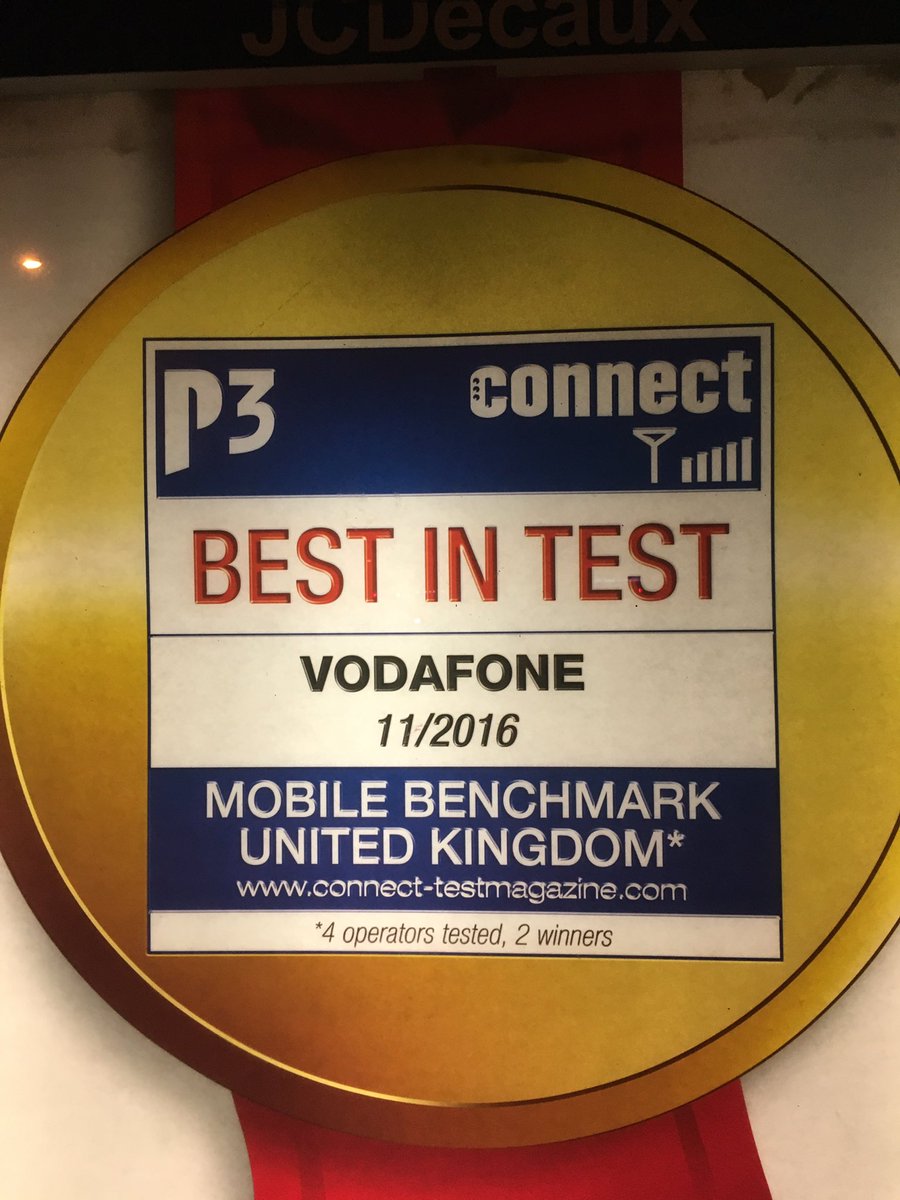 JCDecaux
P3
connect
BEST IN TEST
VODAFONE
11/2016
MOBILE BENCHMARK
UNITED KINGDOM*
www.connect-testmagazine.com
*4 operators tested, 2 winners